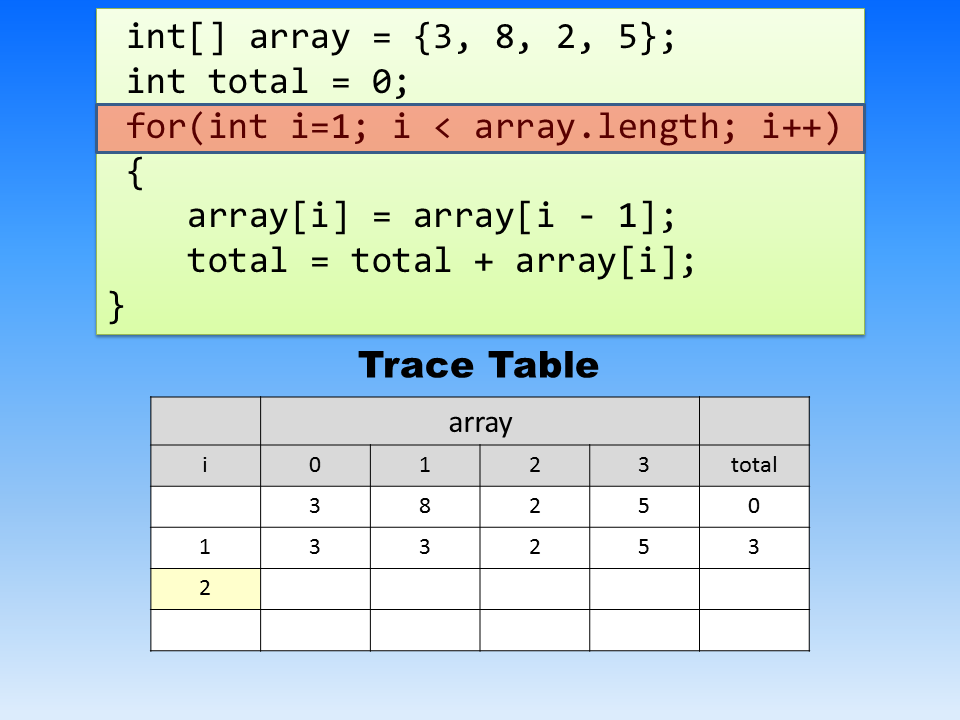 int[] array = {3, 8, 2, 5};
int total = 0;
for(int i=1; i < array.length; i++)
{
array[i] = array[i - 1];
total = total + array[i];
}
Trace Table
array
i 0 1 2 3 total
3 8 2 5 0
1 3 3 2 5 3
2